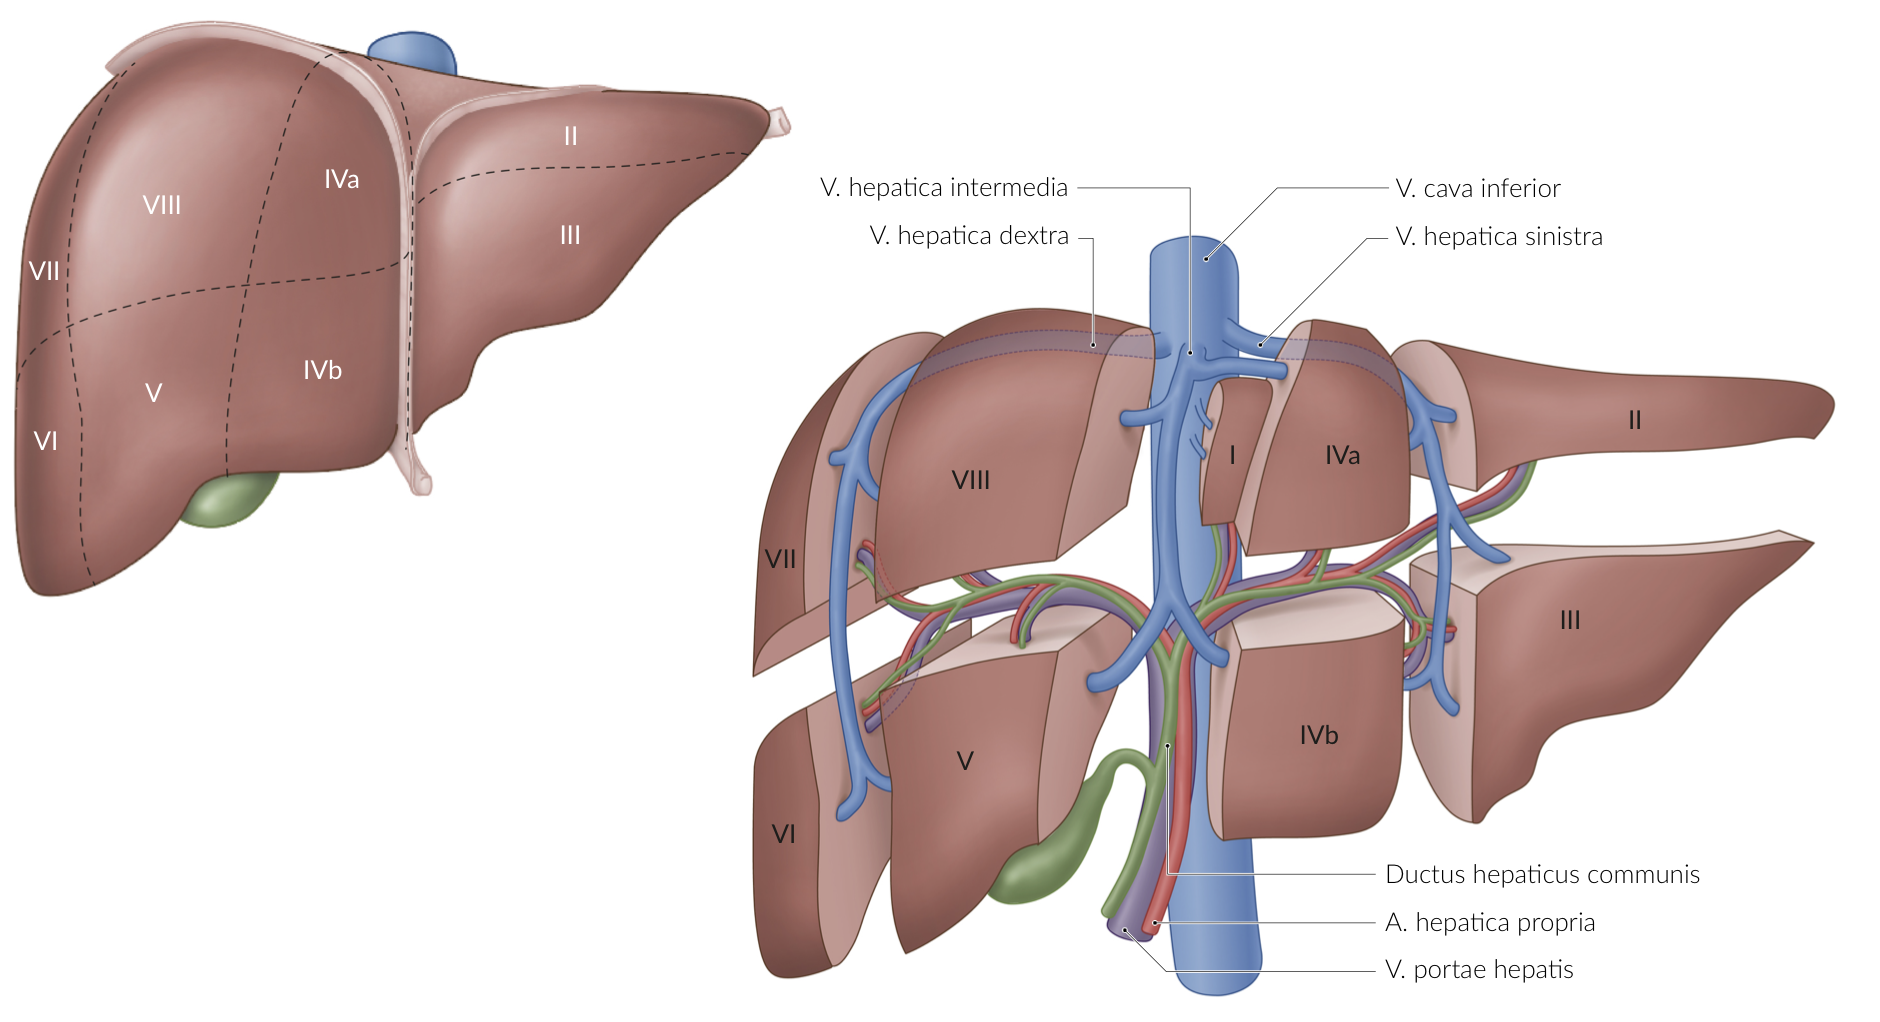 II
IVa
VIII
III
VII
IVb
V
VI
V. hepatica intermedia
V. cava inferior
V. hepatica dextra
V. hepatica sinistra
II
I
IVa
VIII
VII
III
IVb
V
VI
Ductus hepaticus communis
A. hepatica propria
V. portae hepatis